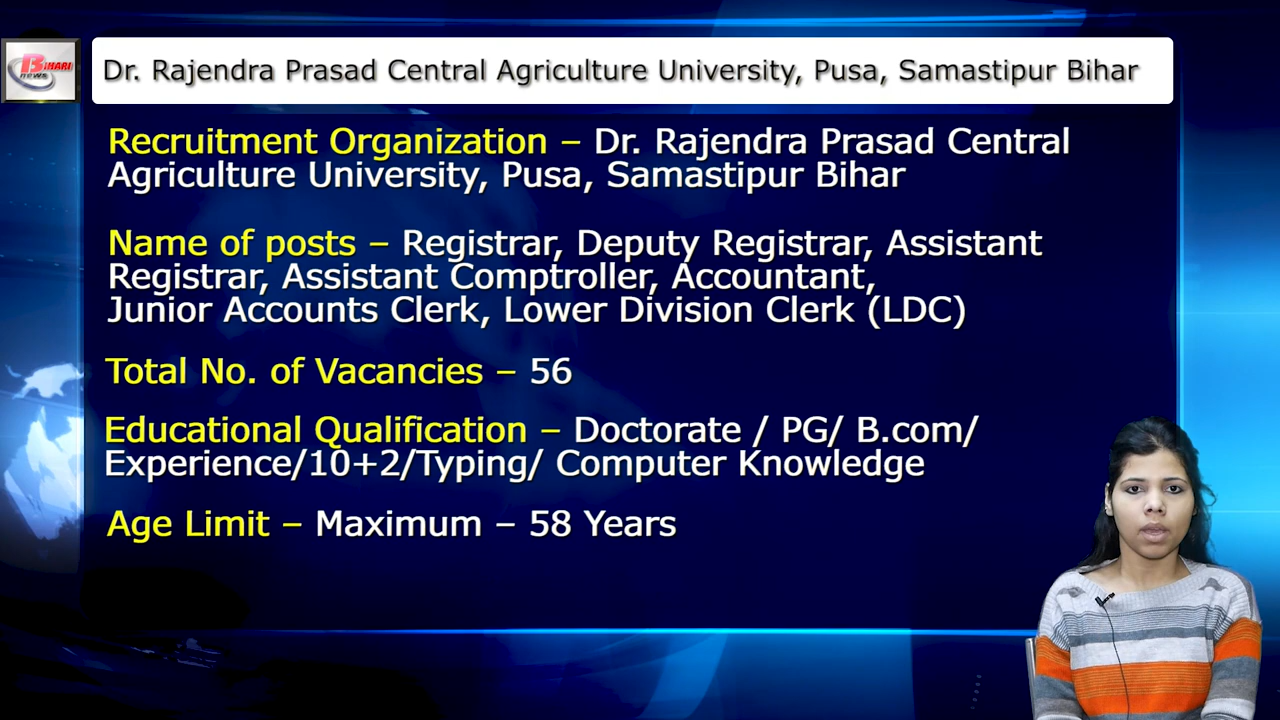 BIHARI
news
Dr. Rajendra Prasad Central Agriculture University, Pusa, Samastipur Bihar
Recruitment Organization – Dr. Rajendra Prasad Central
Agriculture University, Pusa, Samastipur Bihar
Name of posts – Registrar, Deputy Registrar, Assistant
Registrar, Assistant Comptroller, Accountant,
Junior Accounts Clerk, Lower Division Clerk (LDC)
Total No. of Vacancies – 56
Educational Qualification – Doctorate / PG/ B.com/
Experience/10+2/Typing/ Computer Knowledge
Age Limit – Maximum – 58 Years